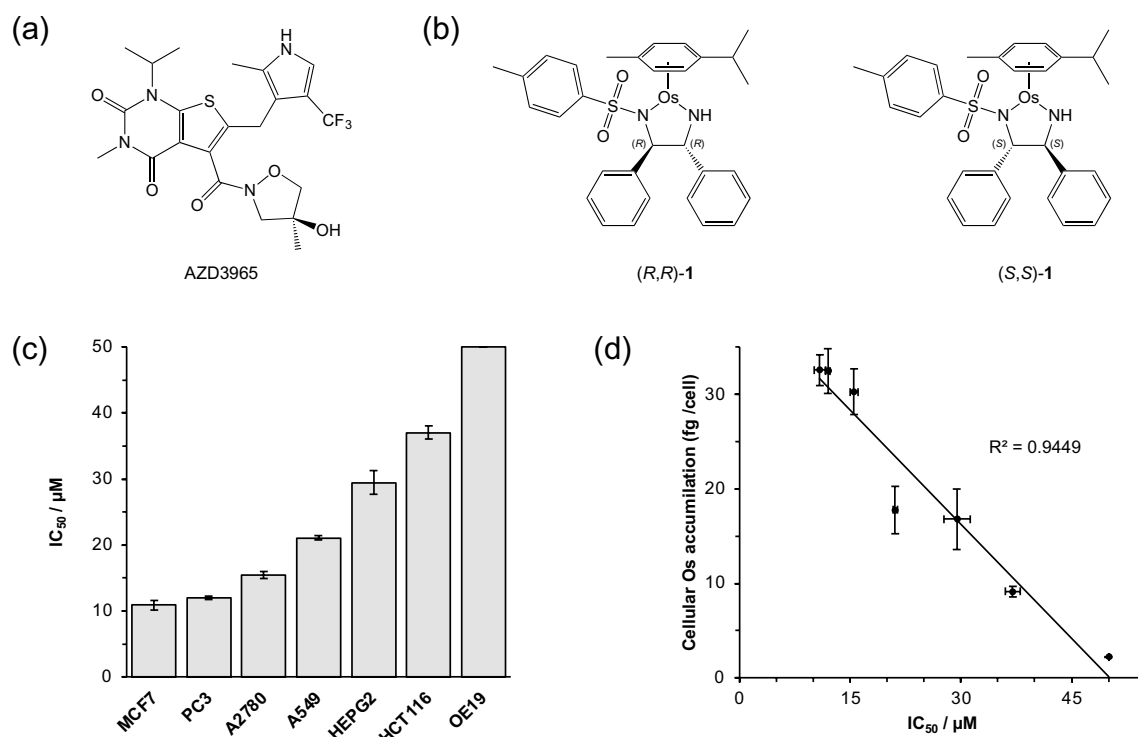 (a)
H
N
CF3
O
N
S
N
O
O
O
N
O
OH
AZD3965
(b)
O
S
O
N
Os
NH
(R)
(R)
(R,R)-1
O
S
O
N
Os
NH
(S)
(S)
(S,S)-1
(c)
50
40
30
20
10
0
IC50 / µM
MCF7
PC3
A2780
A549
HEPG2
HCT116
OE19
(d)
30
20
10
0
Cellular Os accumilation (fg /cell)
R² = 0.9449
0
15
30
45
IC50 / µM